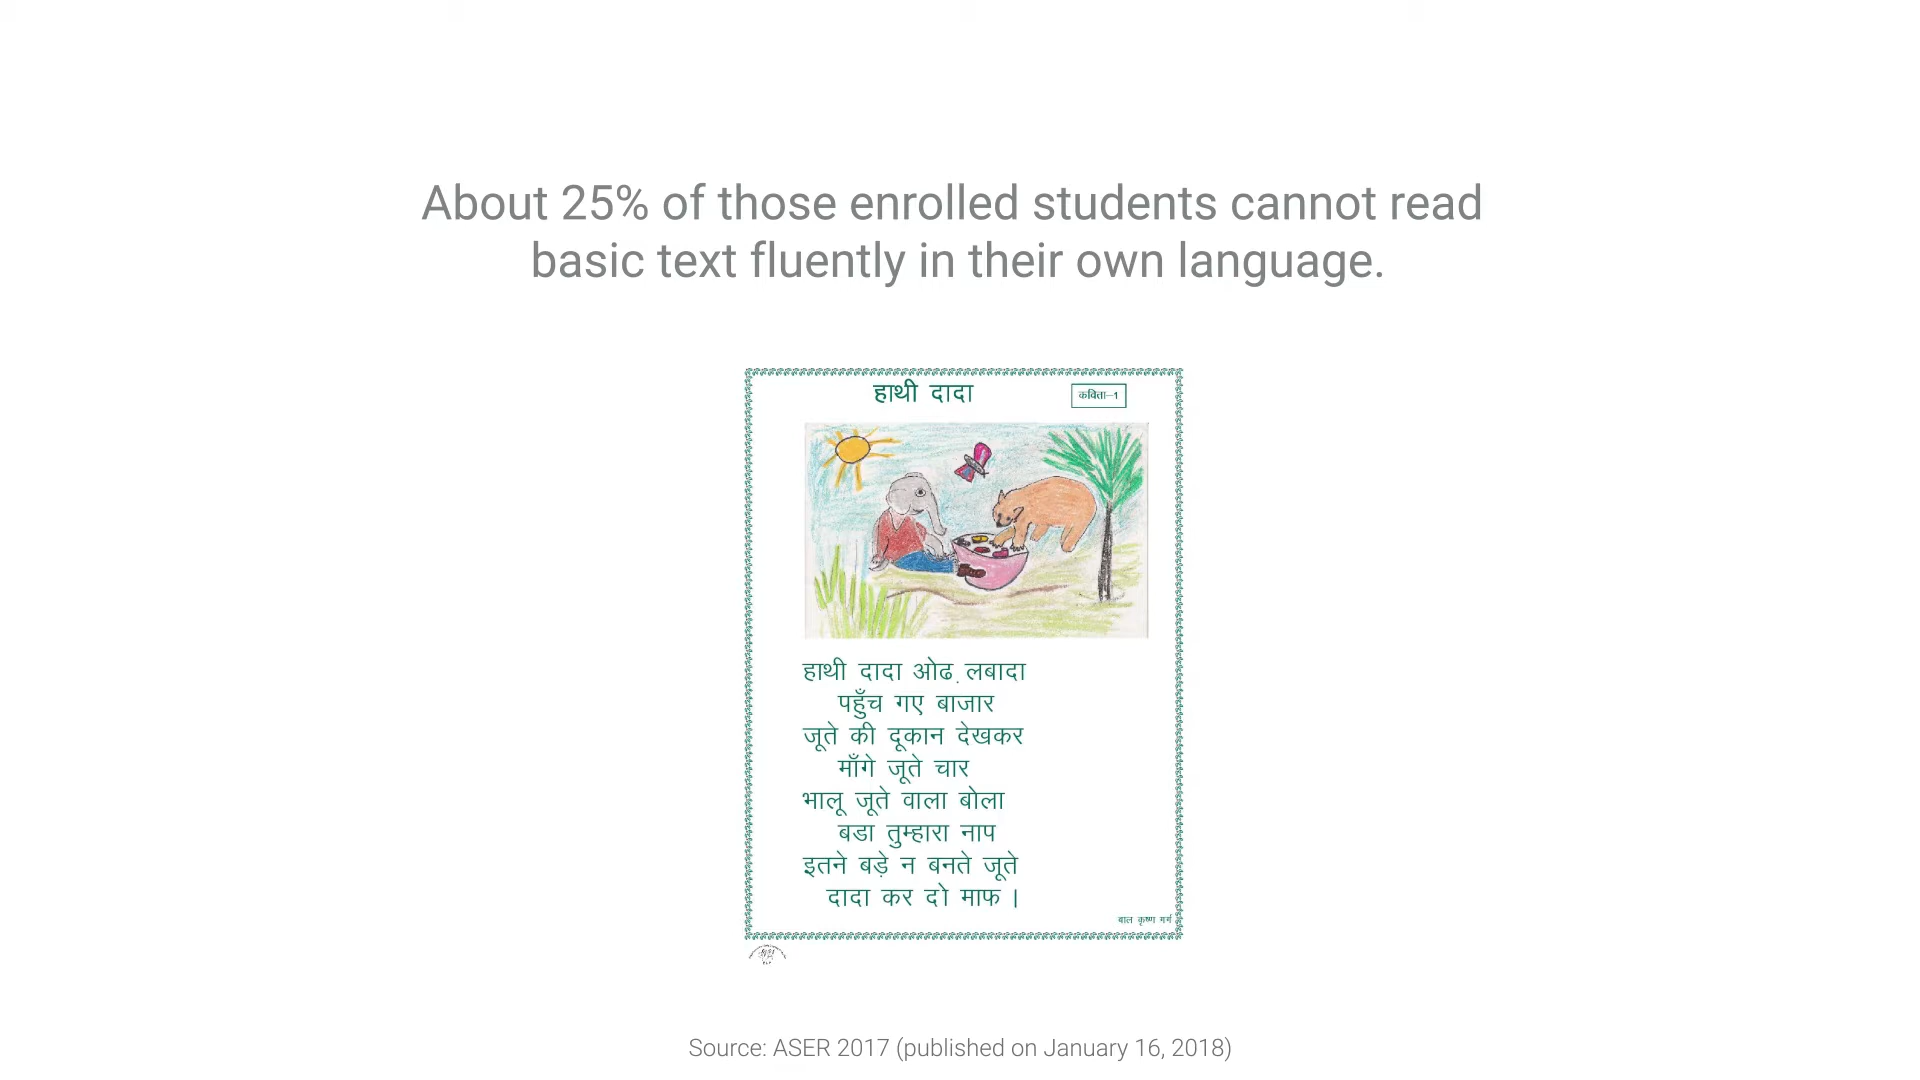 About 25% of those enrolled students cannot read
basic text fluently in their own language.
हाथी दादा
कविता–1
हाथी दादा ओढ़ लबादा
पहुँच गए बाजार
जूते की दूकान देखकर
माँगे जूते चार
भालू जूते वाला बोला
बडा तुम्हारा नाप
इतने बड़े न बनते जूते
दादा कर दो माफ ।
बाल कृष्ण गर्ग
Source: ASER 2017 (published on January 16, 2018)